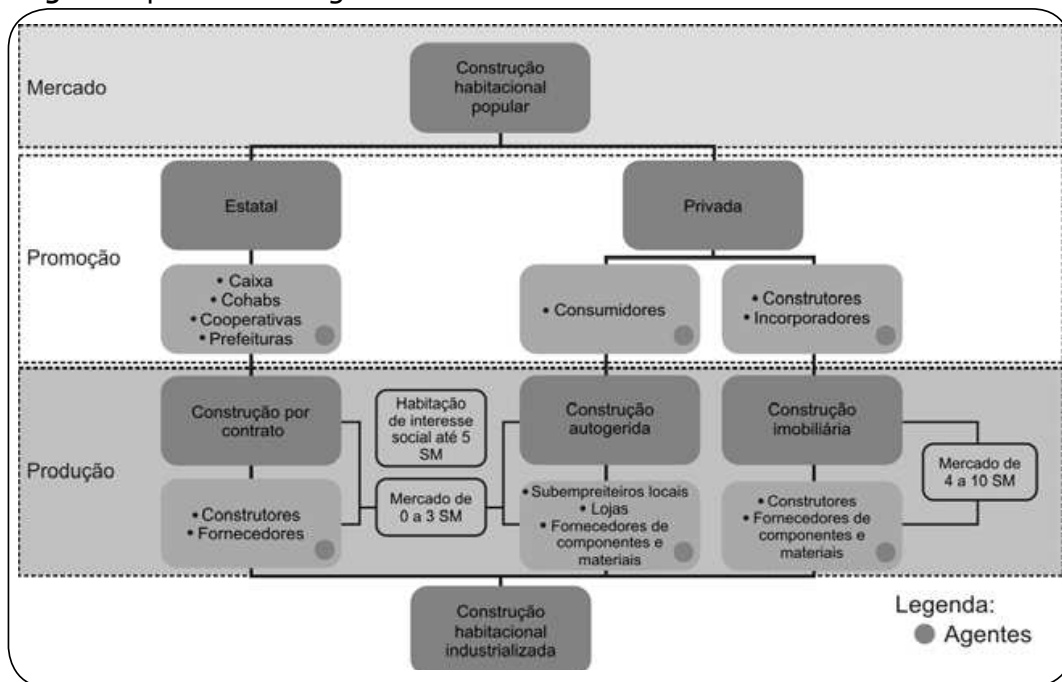 Mercado
Construção
habitacional
popular
Promoção
Estatal
Privada
• Caixa
• Cohabs
• Cooperativas
• Prefeituras
• Consumidores
• Construtores
• Incorporadores
Produção
Construção por
contrato
Habitação
de interesse
social até 5
SM
Construção
autogerida
Construção
imobiliária
Mercado de
0 a 3 SM
Mercado de
4 a 10 SM
• Construtores
• Fornecedores
• Subempreiteiros locais
• Lojas
• Fornecedores de
componentes e
materiais
• Construtores
• Fornecedores de
componentes e
materiais
Construção
habitacional
industrializada
Legenda:
Agentes